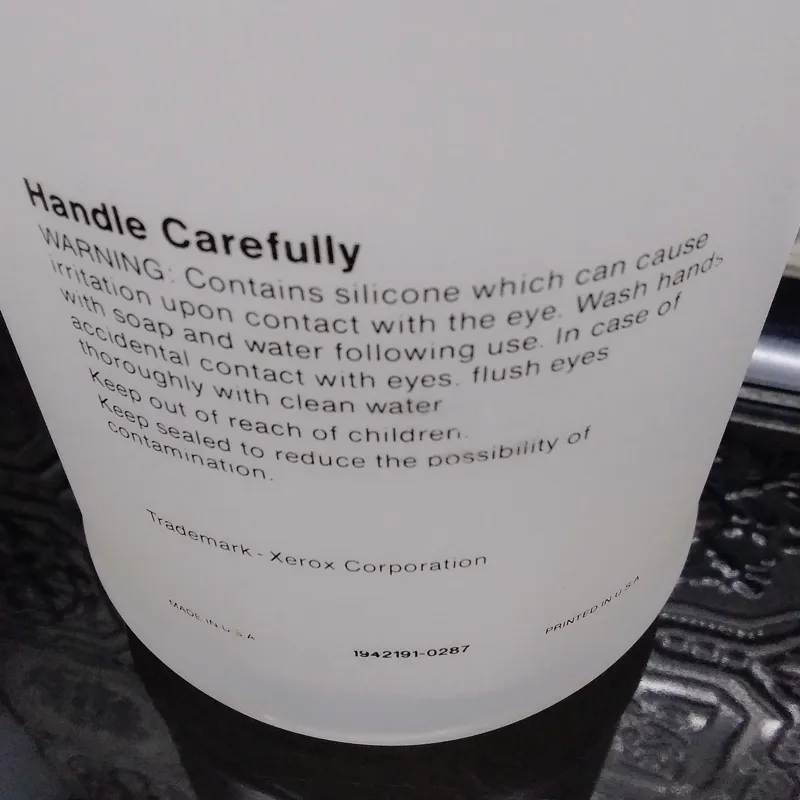 Handle Carefully
WARNING: Contains silicone which can cause
irritation upon contact with the eye. Wash hands
with soap and water following use. In case of
accidental contact with eyes. flush eyes
thoroughly with clean water
Keep out of reach of children.
Keep sealed to reduce the possibility of
contamination.
Trademark - Xerox Corporation
MADE IN U.S.A
1942191-0287
PRINTED IN U.S.A